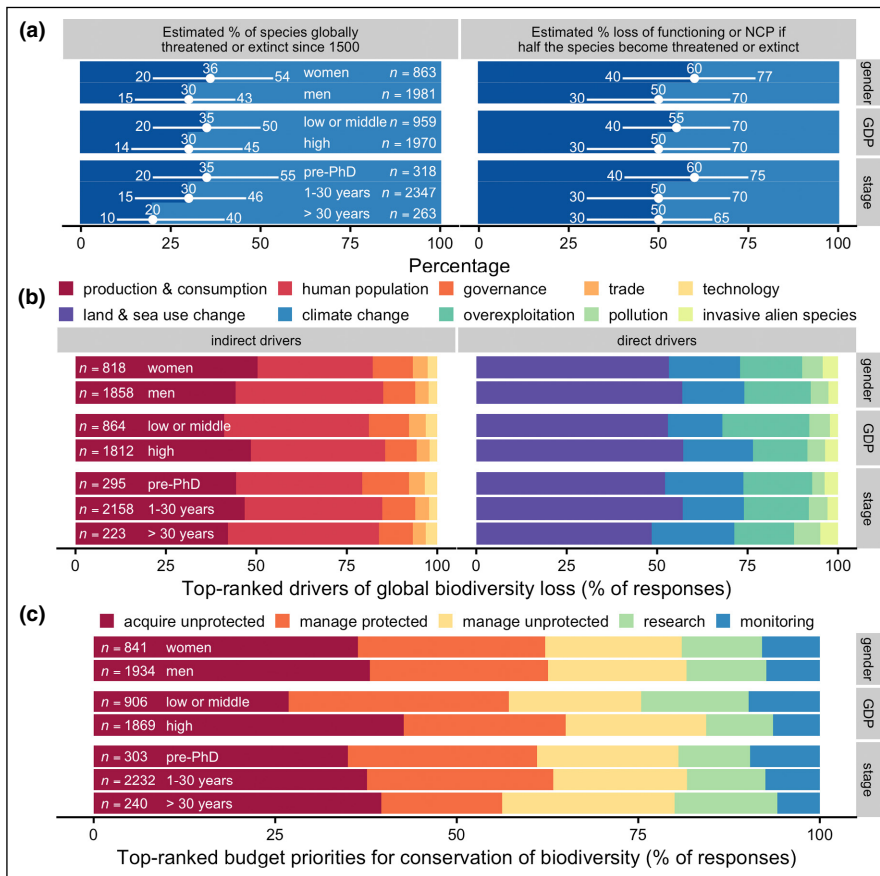 (a)
Estimated % of species globally
threatened or extinct since 1500
Estimated % loss of functioning or NCP if
half the species become threatened or extinct
20 36 54 women n = 863
40 60 77
15 30 43 men n = 1981
30 50 70
gender
20 35 50 low or middle n = 959
40 55 70
14 30 45 high n = 1970
30 50 70
GDP
20 35 55 pre-PhD n = 318
40 60 75
15 30 46 1-30 years n = 2347
30 50 70
10 20 40 > 30 years n = 263
30 50 65
stage
0 25 50 75 100
0 25 50 75 100
Percentage
(b)
production & consumption human population governance trade technology
land & sea use change climate change overexploitation pollution invasive alien species
indirect drivers
direct drivers
n = 818 women
n = 1858 men
gender
n = 864 low or middle
n = 1812 high
GDP
n = 295 pre-PhD
n = 2158 1-30 years
n = 223 > 30 years
stage
0 25 50 75 100
0 25 50 75 100
Top-ranked drivers of global biodiversity loss (% of responses)
(c)
acquire unprotected manage protected manage unprotected research monitoring
n = 841 women
n = 1934 men
gender
n = 906 low or middle
n = 1869 high
GDP
n = 303 pre-PhD
n = 2232 1-30 years
n = 240 > 30 years
stage
0 25 50 75 100
Top-ranked budget priorities for conservation of biodiversity (% of responses)